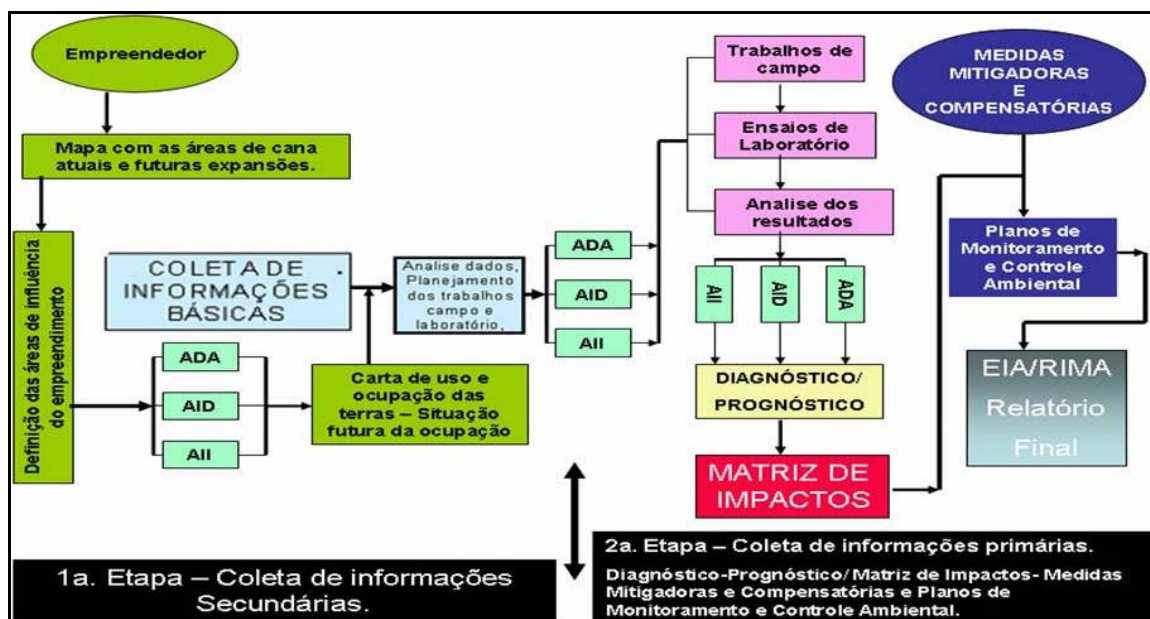 Empreendedor
Mapa com as áreas de cana
atuais e futuras expansões.
Definição das áreas de influência
do empreendimento
COLETA DE
INFORMAÇÕES
BÁSICAS
.
ADA
AID
AII
Carta de uso e
ocupação das
terras – Situação
futura da ocupação
Analise dados,
Planejamento
dos trabalhos
campo e
laboratório,
ADA
AID
AII
Trabalhos de
campo
Ensaios de
Laboratório
Analise dos
resultados
AII
AID
ADA
DIAGNÓSTICO/
PROGNÓSTICO
MATRIZ DE
IMPACTOS
MEDIDAS
MITIGADORAS
E
COMPENSATÓRIAS
Planos de
Monitoramento
e Controle
Ambiental
EIA/RIMA
Relatório
Final
1a. Etapa – Coleta de informações
Secundárias.
2a. Etapa – Coleta de informações primárias.
Diagnóstico-Prognóstico/ Matriz de Impactos- Medidas
Mitigadoras e Compensatórias e Planos de
Monitoramento e Controle Ambiental.